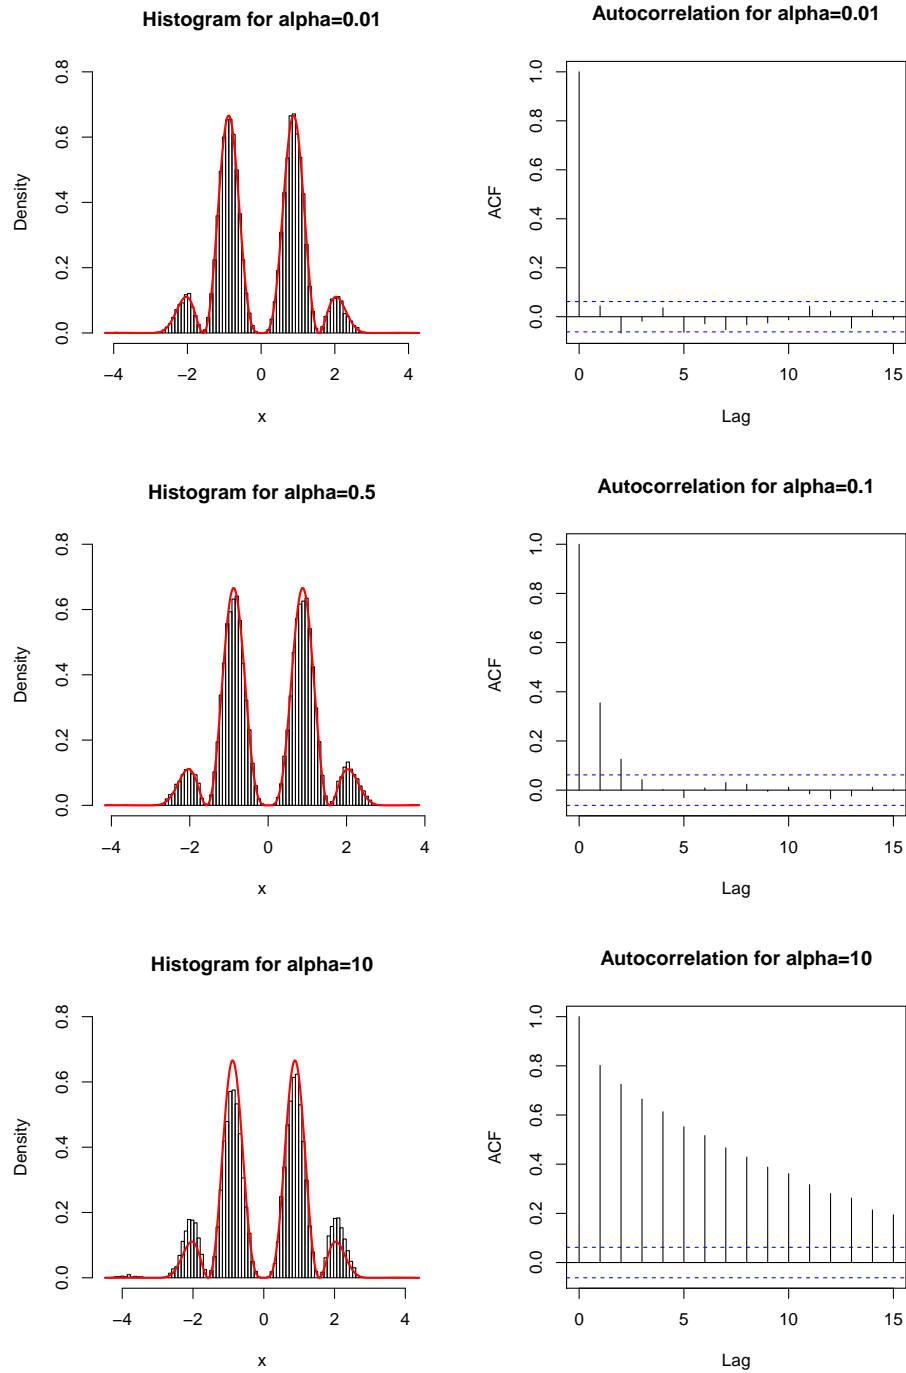 Histogram for alpha=0.01
0.0 0.2 0.4 0.6 0.8
Density
−4 −2 0 2 4
x
Autocorrelation for alpha=0.01
0.0 0.2 0.4 0.6 0.8 1.0
ACF
0 5 10 15
Lag
Histogram for alpha=0.5
0.0 0.2 0.4 0.6 0.8
Density
−4 −2 0 2 4
x
Autocorrelation for alpha=0.1
0.0 0.2 0.4 0.6 0.8 1.0
ACF
0 5 10 15
Lag
Histogram for alpha=10
0.0 0.2 0.4 0.6 0.8
Density
−4 −2 0 2 4
x
Autocorrelation for alpha=10
0.0 0.2 0.4 0.6 0.8 1.0
ACF
0 5 10 15
Lag